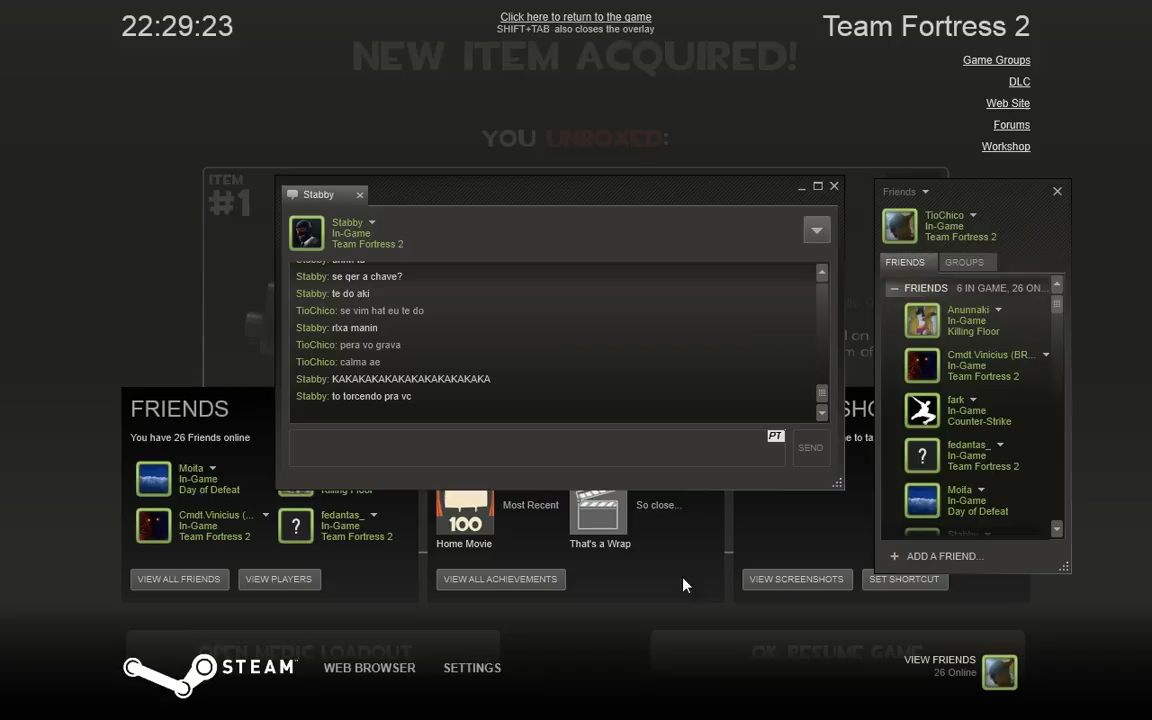 22:29:23
Click here to return to the game
SHIFT+TAB also closes the overlay
Team Fortress 2
Game Groups
DLC
Web Site
Forums
Workshop
NEW ITEM ACQUIRED!
YOU UNBOXED:
ITEM
#1
Stabby
Stabby
In-Game
Team Fortress 2
Stabby: se qer a chave?
Stabby: te do aki
TioChico: se vim hat eu te do
Stabby: rlxa manin
TioChico: pera vo grava
TioChico: calma ae
Stabby: KAKAKAKAKAKAKAKAKAKAKA
Stabby: to torcendo pra vc
PT
SEND
Friends
TioChico
In-Game
Team Fortress 2
FRIENDS
GROUPS
FRIENDS 6 IN GAME, 26 ON...
Anunnaki
In-Game
Killing Floor
Cmdt.Vinicius (BR...
In-Game
Team Fortress 2
fark
In-Game
Counter-Strike
fedantas_
In-Game
Team Fortress 2
Moita
In-Game
Day of Defeat
ADD A FRIEND...
FRIENDS
You have 26 Friends online
Moita
In-Game
Day of Defeat
Killing Floor
Cmdt.Vinicius (...
In-Game
Team Fortress 2
fedantas_
In-Game
Team Fortress 2
VIEW ALL FRIENDS
VIEW PLAYERS
100
Most Recent
Home Movie
So close...
That's a Wrap
VIEW ALL ACHIEVEMENTS
VIEW SCREENSHOTS
SET SHORTCUT
OPEN MEDIC LOADOUT
OK, RESUME GAME
STEAM
WEB BROWSER
SETTINGS
VIEW FRIENDS
26 Online